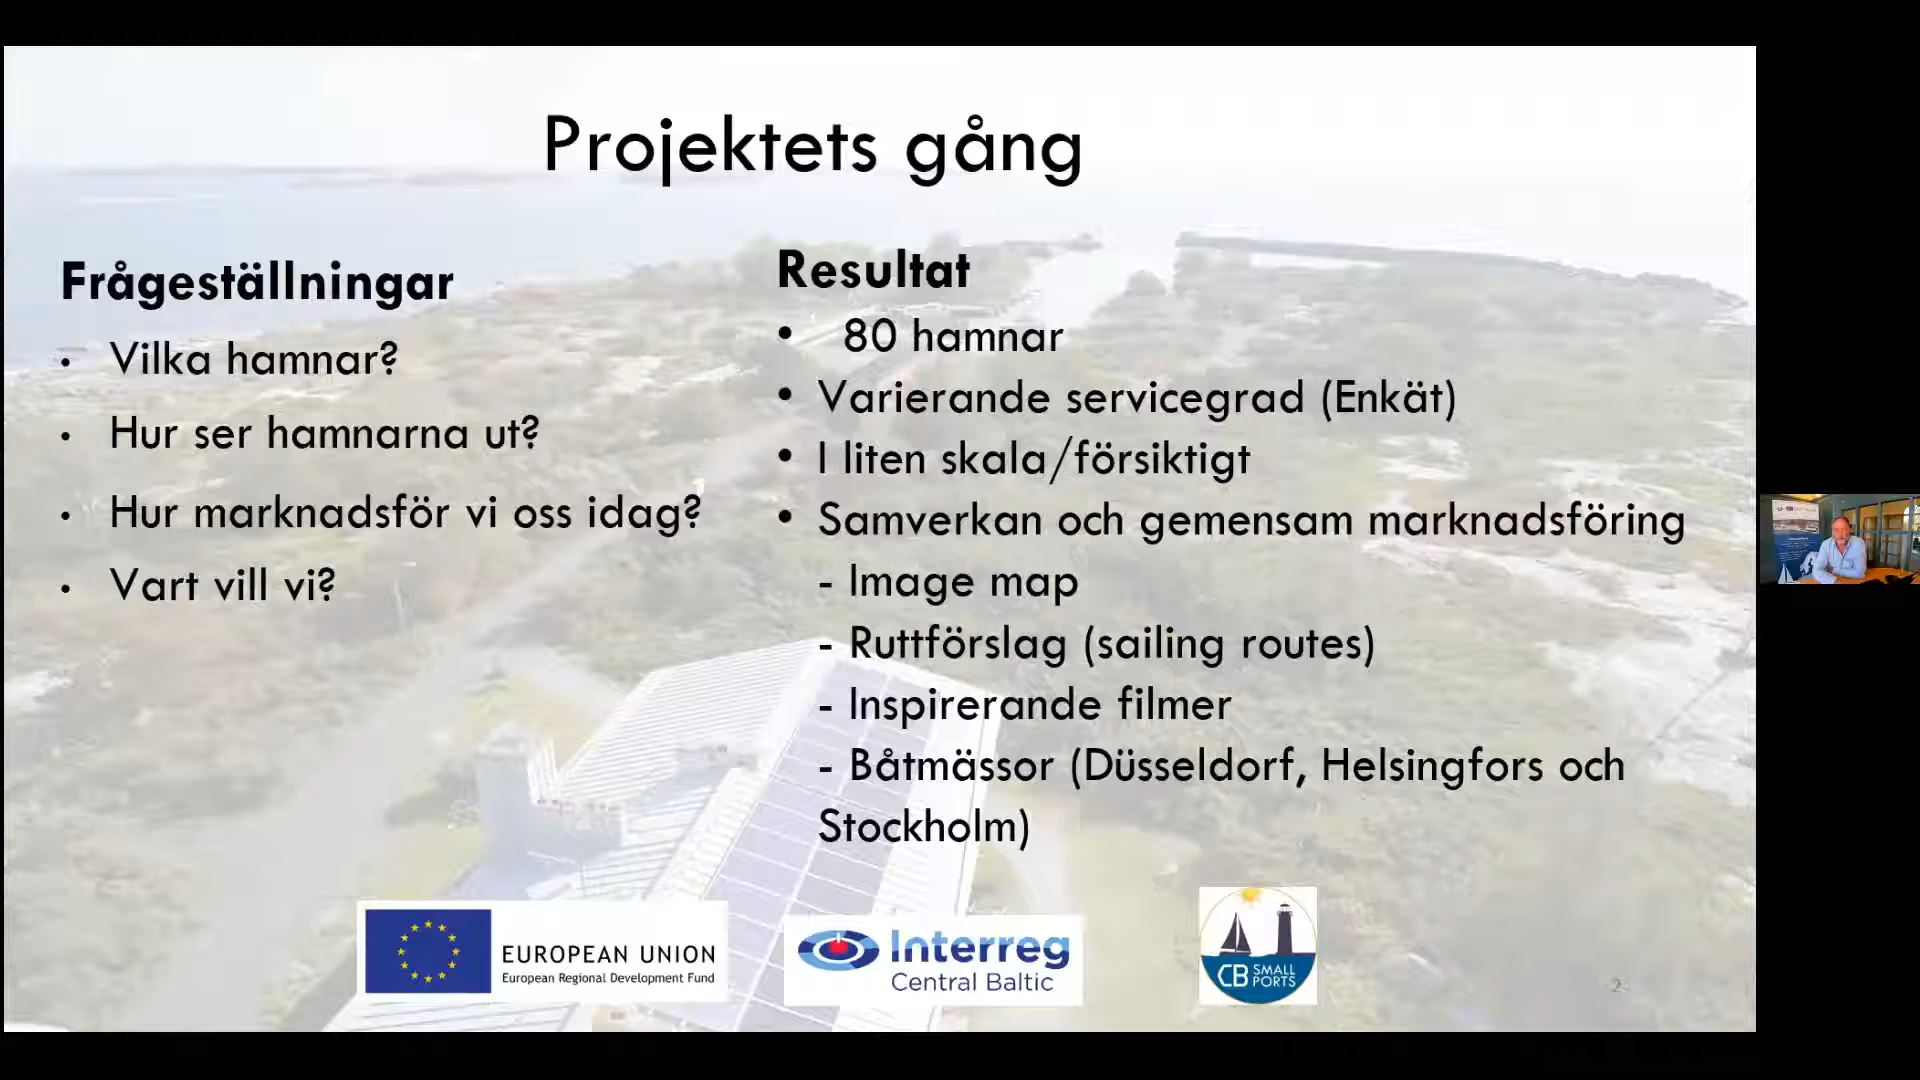 Projektets gång
Frågeställningar
• Vilka hamnar?
• Hur ser hamnarna ut?
• Hur marknadsför vi oss idag?
• Vart vill vi?
Resultat
• 80 hamnar
• Varierande servicegrad (Enkät)
• I liten skala/försiktigt
• Samverkan och gemensam marknadsföring
- Image map
- Ruttförslag (sailing routes)
- Inspirerande filmer
- Båtmässor (Düsseldorf, Helsingfors och
Stockholm)
EUROPEAN UNION
European Regional Development Fund
Interreg
Central Baltic
CB SMALL
PORTS
2